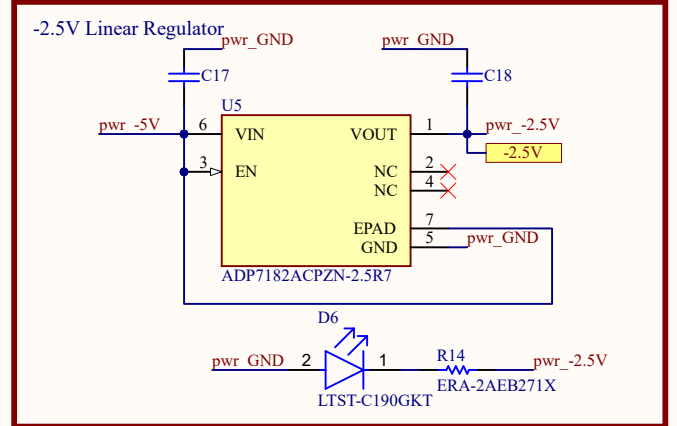 -2.5V Linear Regulator
pwr_GND
pwr_GND
C17
C18
U5
pwr_-5V
6
VIN
VOUT
1
pwr_-2.5V
-2.5V
3
EN
NC
2
NC
4
EPAD
7
GND
5
pwr_GND
ADP7182ACPZN-2.5R7
D6
pwr_GND
2
1
R14
pwr_-2.5V
ERA-2AEB271X
LTST-C190GKT